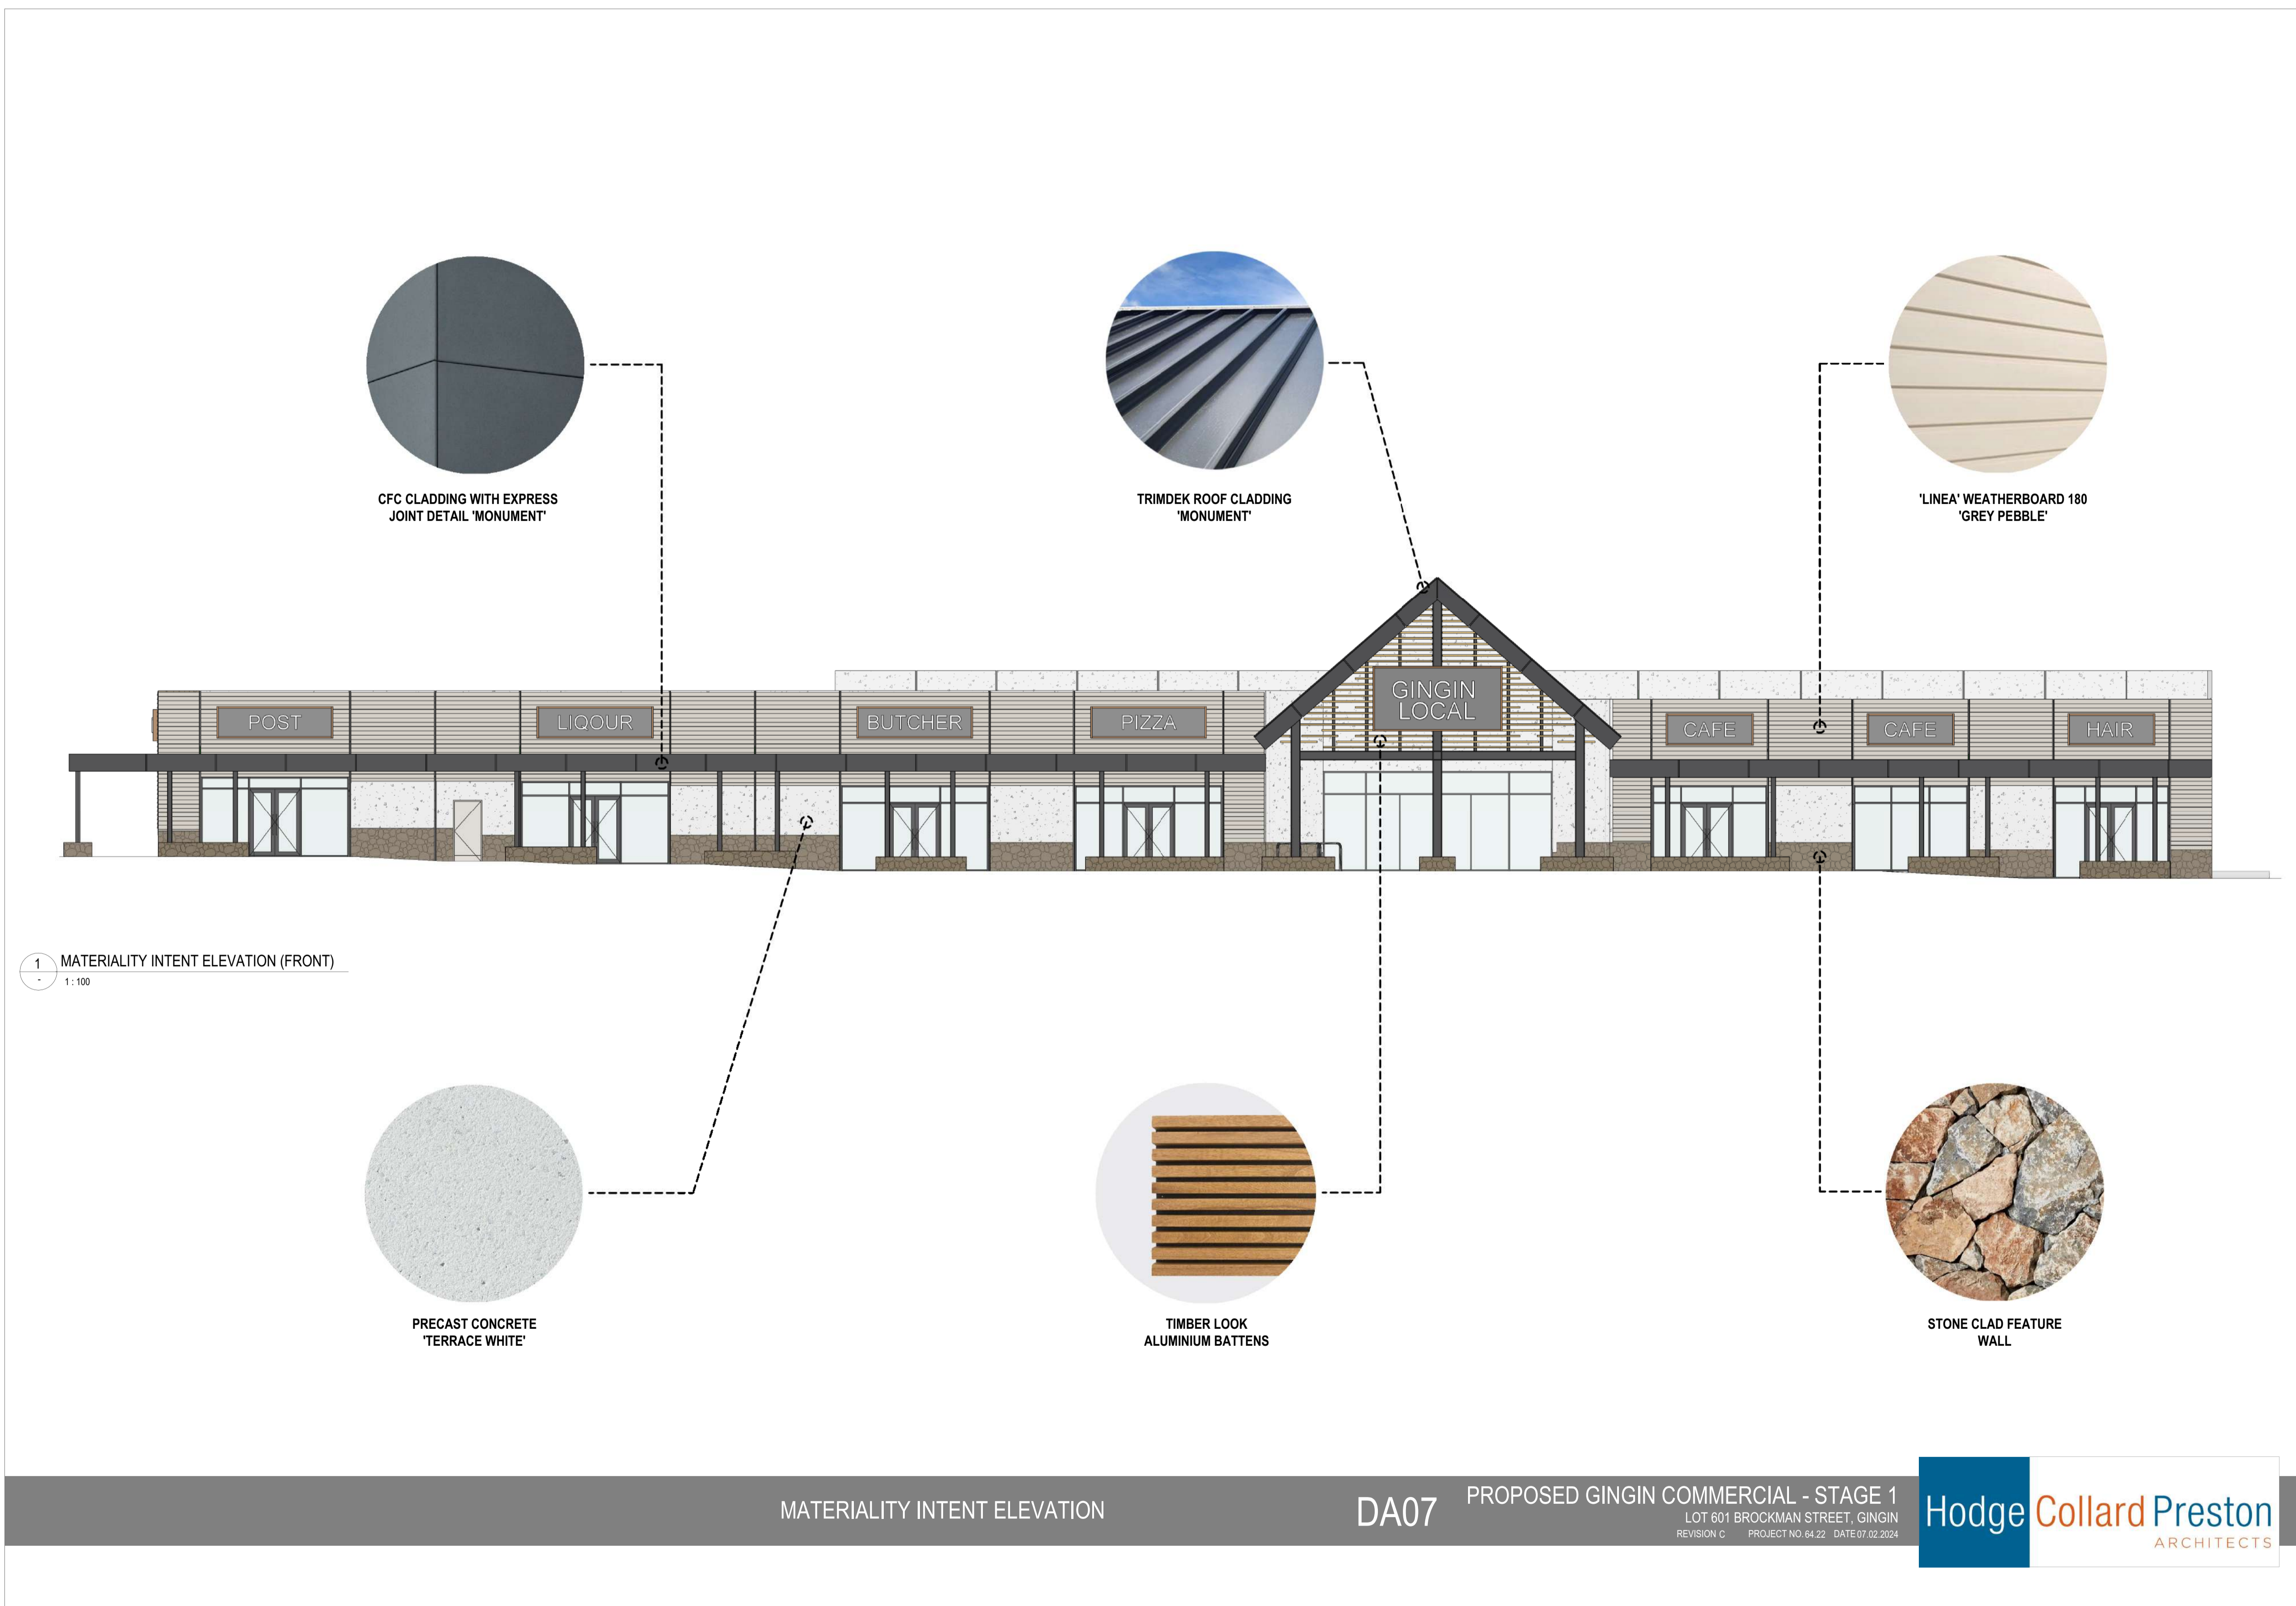 CFC CLADDING WITH EXPRESS
JOINT DETAIL 'MONUMENT'
TRIMDEK ROOF CLADDING
'MONUMENT'
'LINEA' WEATHERBOARD 180
'GREY PEBBLE'
POST
LIQOUR
BUTCHER
PIZZA
GINGIN
LOCAL
CAFE
CAFE
HAIR
1
-
MATERIALITY INTENT ELEVATION (FRONT)
1 : 100
PRECAST CONCRETE
'TERRACE WHITE'
TIMBER LOOK
ALUMINIUM BATTENS
STONE CLAD FEATURE
WALL
MATERIALITY INTENT ELEVATION
DA07
PROPOSED GINGIN COMMERCIAL - STAGE 1
LOT 601 BROCKMAN STREET, GINGIN
REVISION C PROJECT NO. 64.22 DATE 07.02.2024
Hodge Collard Preston
ARCHITECTS